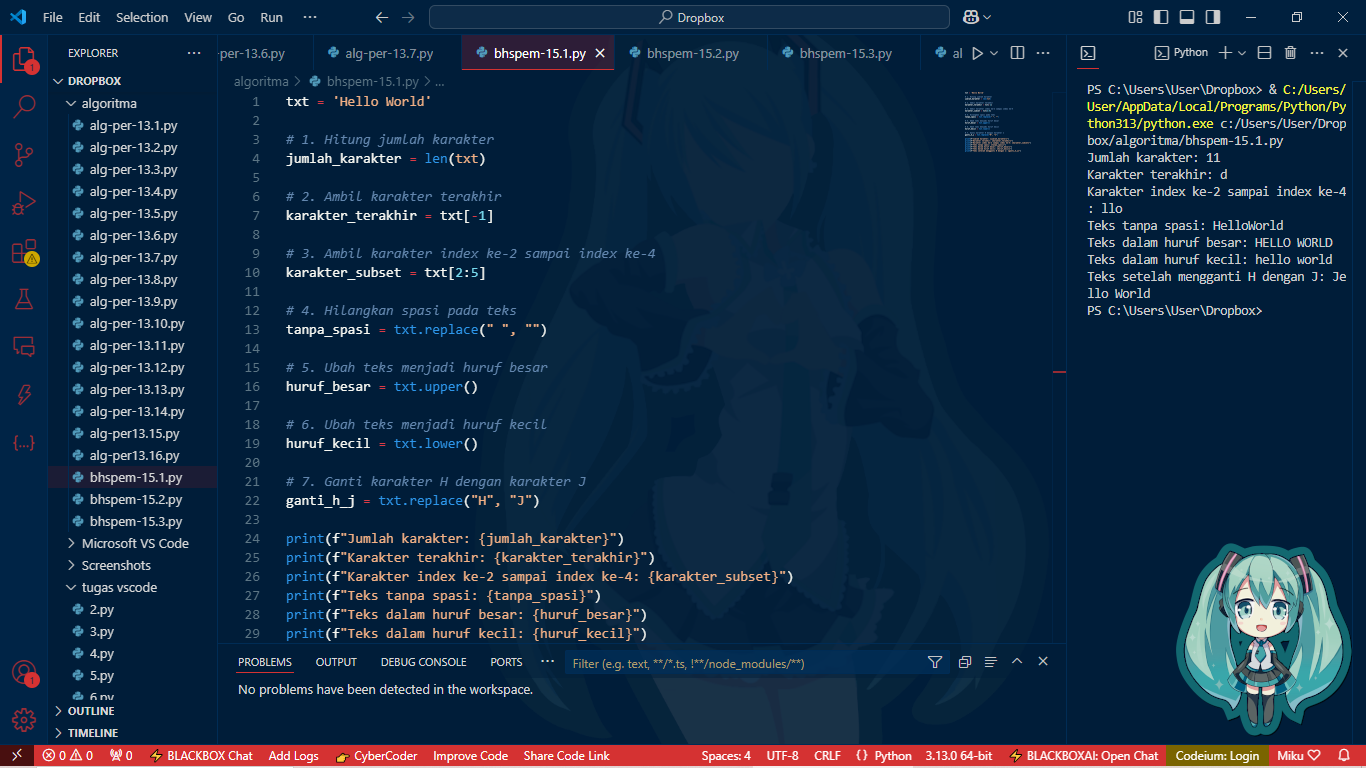 File Edit Selection View Go Run ··· Dropbox
EXPLORER ···
DROPBOX
algoritma
alg-per-13.1.py
alg-per-13.2.py
alg-per-13.3.py
alg-per-13.4.py
alg-per-13.5.py
alg-per-13.6.py
alg-per-13.7.py
alg-per-13.8.py
alg-per-13.9.py
alg-per-13.10.py
alg-per-13.11.py
alg-per-13.12.py
alg-per-13.13.py
alg-per-13.14.py
alg-per13.15.py
alg-per13.16.py
bhspem-15.1.py
bhspem-15.2.py
bhspem-15.3.py
Microsoft VS Code
Screenshots
tugas vscode
2.py
3.py
4.py
5.py
6.py
OUTLINE
TIMELINE
1
1
-per-13.6.py alg-per-13.7.py bhspem-15.1.py bhspem-15.2.py bhspem-15.3.py al
algoritma > bhspem-15.1.py > ...
1 txt = 'Hello World'
2
3 # 1. Hitung jumlah karakter
4 jumlah_karakter = len(txt)
5
6 # 2. Ambil karakter terakhir
7 karakter_terakhir = txt[-1]
8
9 # 3. Ambil karakter index ke-2 sampai index ke-4
10 karakter_subset = txt[2:5]
11
12 # 4. Hilangkan spasi pada teks
13 tanpa_spasi = txt.replace(" ", "")
14
15 # 5. Ubah teks menjadi huruf besar
16 huruf_besar = txt.upper()
17
18 # 6. Ubah teks menjadi huruf kecil
19 huruf_kecil = txt.lower()
20
21 # 7. Ganti karakter H dengan karakter J
22 ganti_h_j = txt.replace("H", "J")
23
24 print(f"Jumlah karakter: {jumlah_karakter}")
25 print(f"Karakter terakhir: {karakter_terakhir}")
26 print(f"Karakter index ke-2 sampai index ke-4: {karakter_subset}")
27 print(f"Teks tanpa spasi: {tanpa_spasi}")
28 print(f"Teks dalam huruf besar: {huruf_besar}")
29 print(f"Teks dalam huruf kecil: {huruf_kecil}")
PROBLEMS OUTPUT DEBUG CONSOLE PORTS ··· Filter (e.g. text, **/*.ts, !**/node_modules/**)
No problems have been detected in the workspace.
Python
PS C:\Users\User\Dropbox> & C:/Users/
User/AppData/Local/Programs/Python/Py
thon313/python.exe c:/Users/User/Drop
box/algoritma/bhspem-15.1.py
Jumlah karakter: 11
Karakter terakhir: d
Karakter index ke-2 sampai index ke-4
: llo
Teks tanpa spasi: HelloWorld
Teks dalam huruf besar: HELLO WORLD
Teks dalam huruf kecil: hello world
Teks setelah mengganti H dengan J: Je
llo World
PS C:\Users\User\Dropbox>
0 0 0 BLACKBOX Chat Add Logs CyberCoder Improve Code Share Code Link Spaces: 4 UTF-8 CRLF {} Python 3.13.0 64-bit BLACKBOXAI: Open Chat Codeium: Login Miku